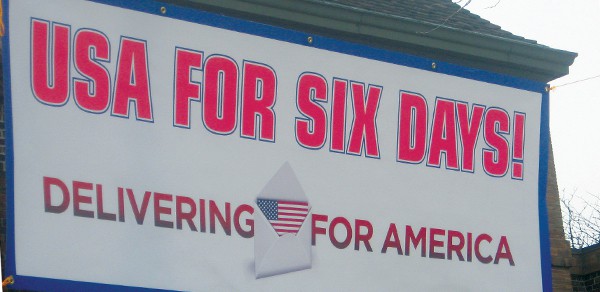 USA FOR SIX DAYS!
DELIVERING FOR AMERICA